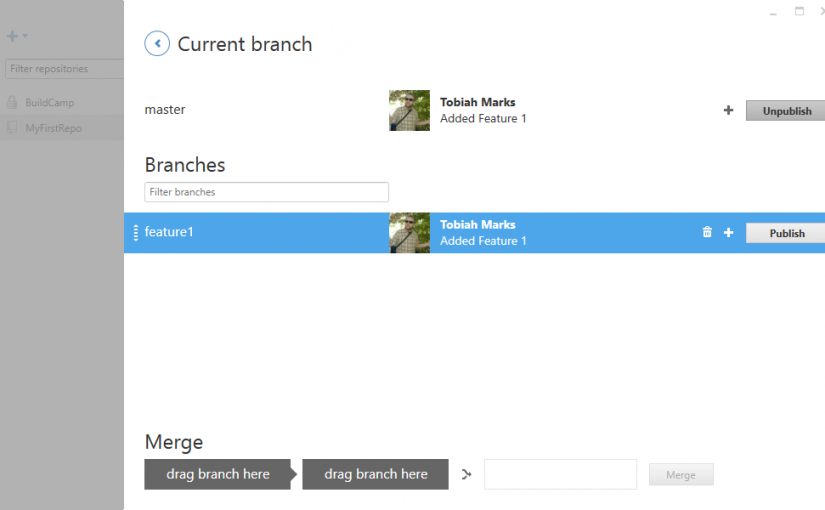 Current branch
Filter repositories
BuildCamp
MyFirstRepo
master
Tobiah Marks
Added Feature 1
Unpublish
Branches
Filter branches
feature1
Tobiah Marks
Added Feature 1
Publish
Merge
drag branch here
drag branch here
Merge